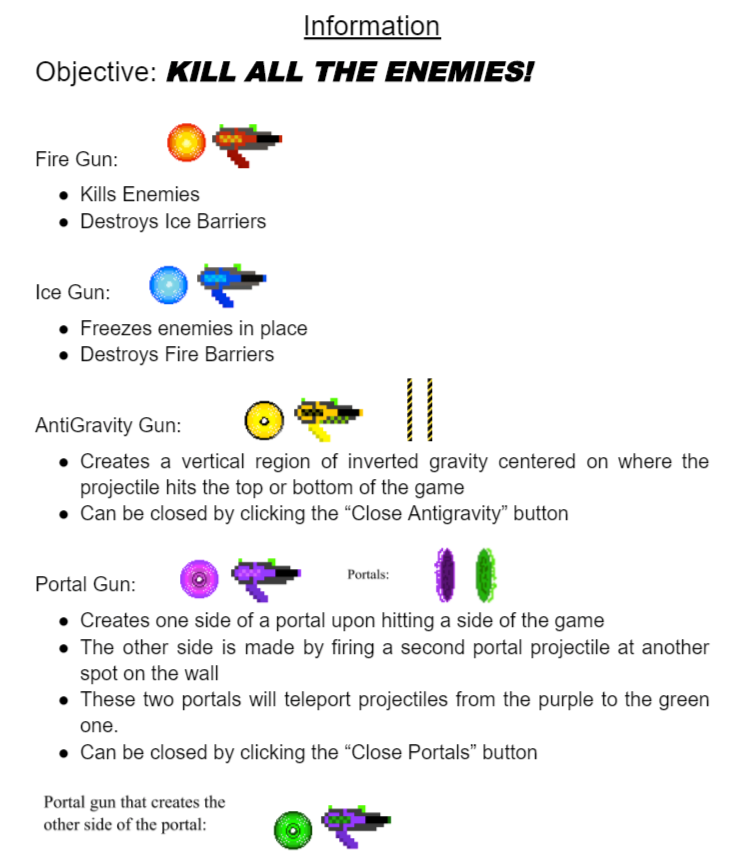 Information
Objective: KILL ALL THE ENEMIES!
Fire Gun:
● Kills Enemies
● Destroys Ice Barriers
Ice Gun:
● Freezes enemies in place
● Destroys Fire Barriers
AntiGravity Gun:
● Creates a vertical region of inverted gravity centered on where the
projectile hits the top or bottom of the game
● Can be closed by clicking the “Close Antigravity” button
Portal Gun:
Portals:
● Creates one side of a portal upon hitting a side of the game
● The other side is made by firing a second portal projectile at another
spot on the wall
● These two portals will teleport projectiles from the purple to the green
one.
● Can be closed by clicking the “Close Portals” button
Portal gun that creates the
other side of the portal: